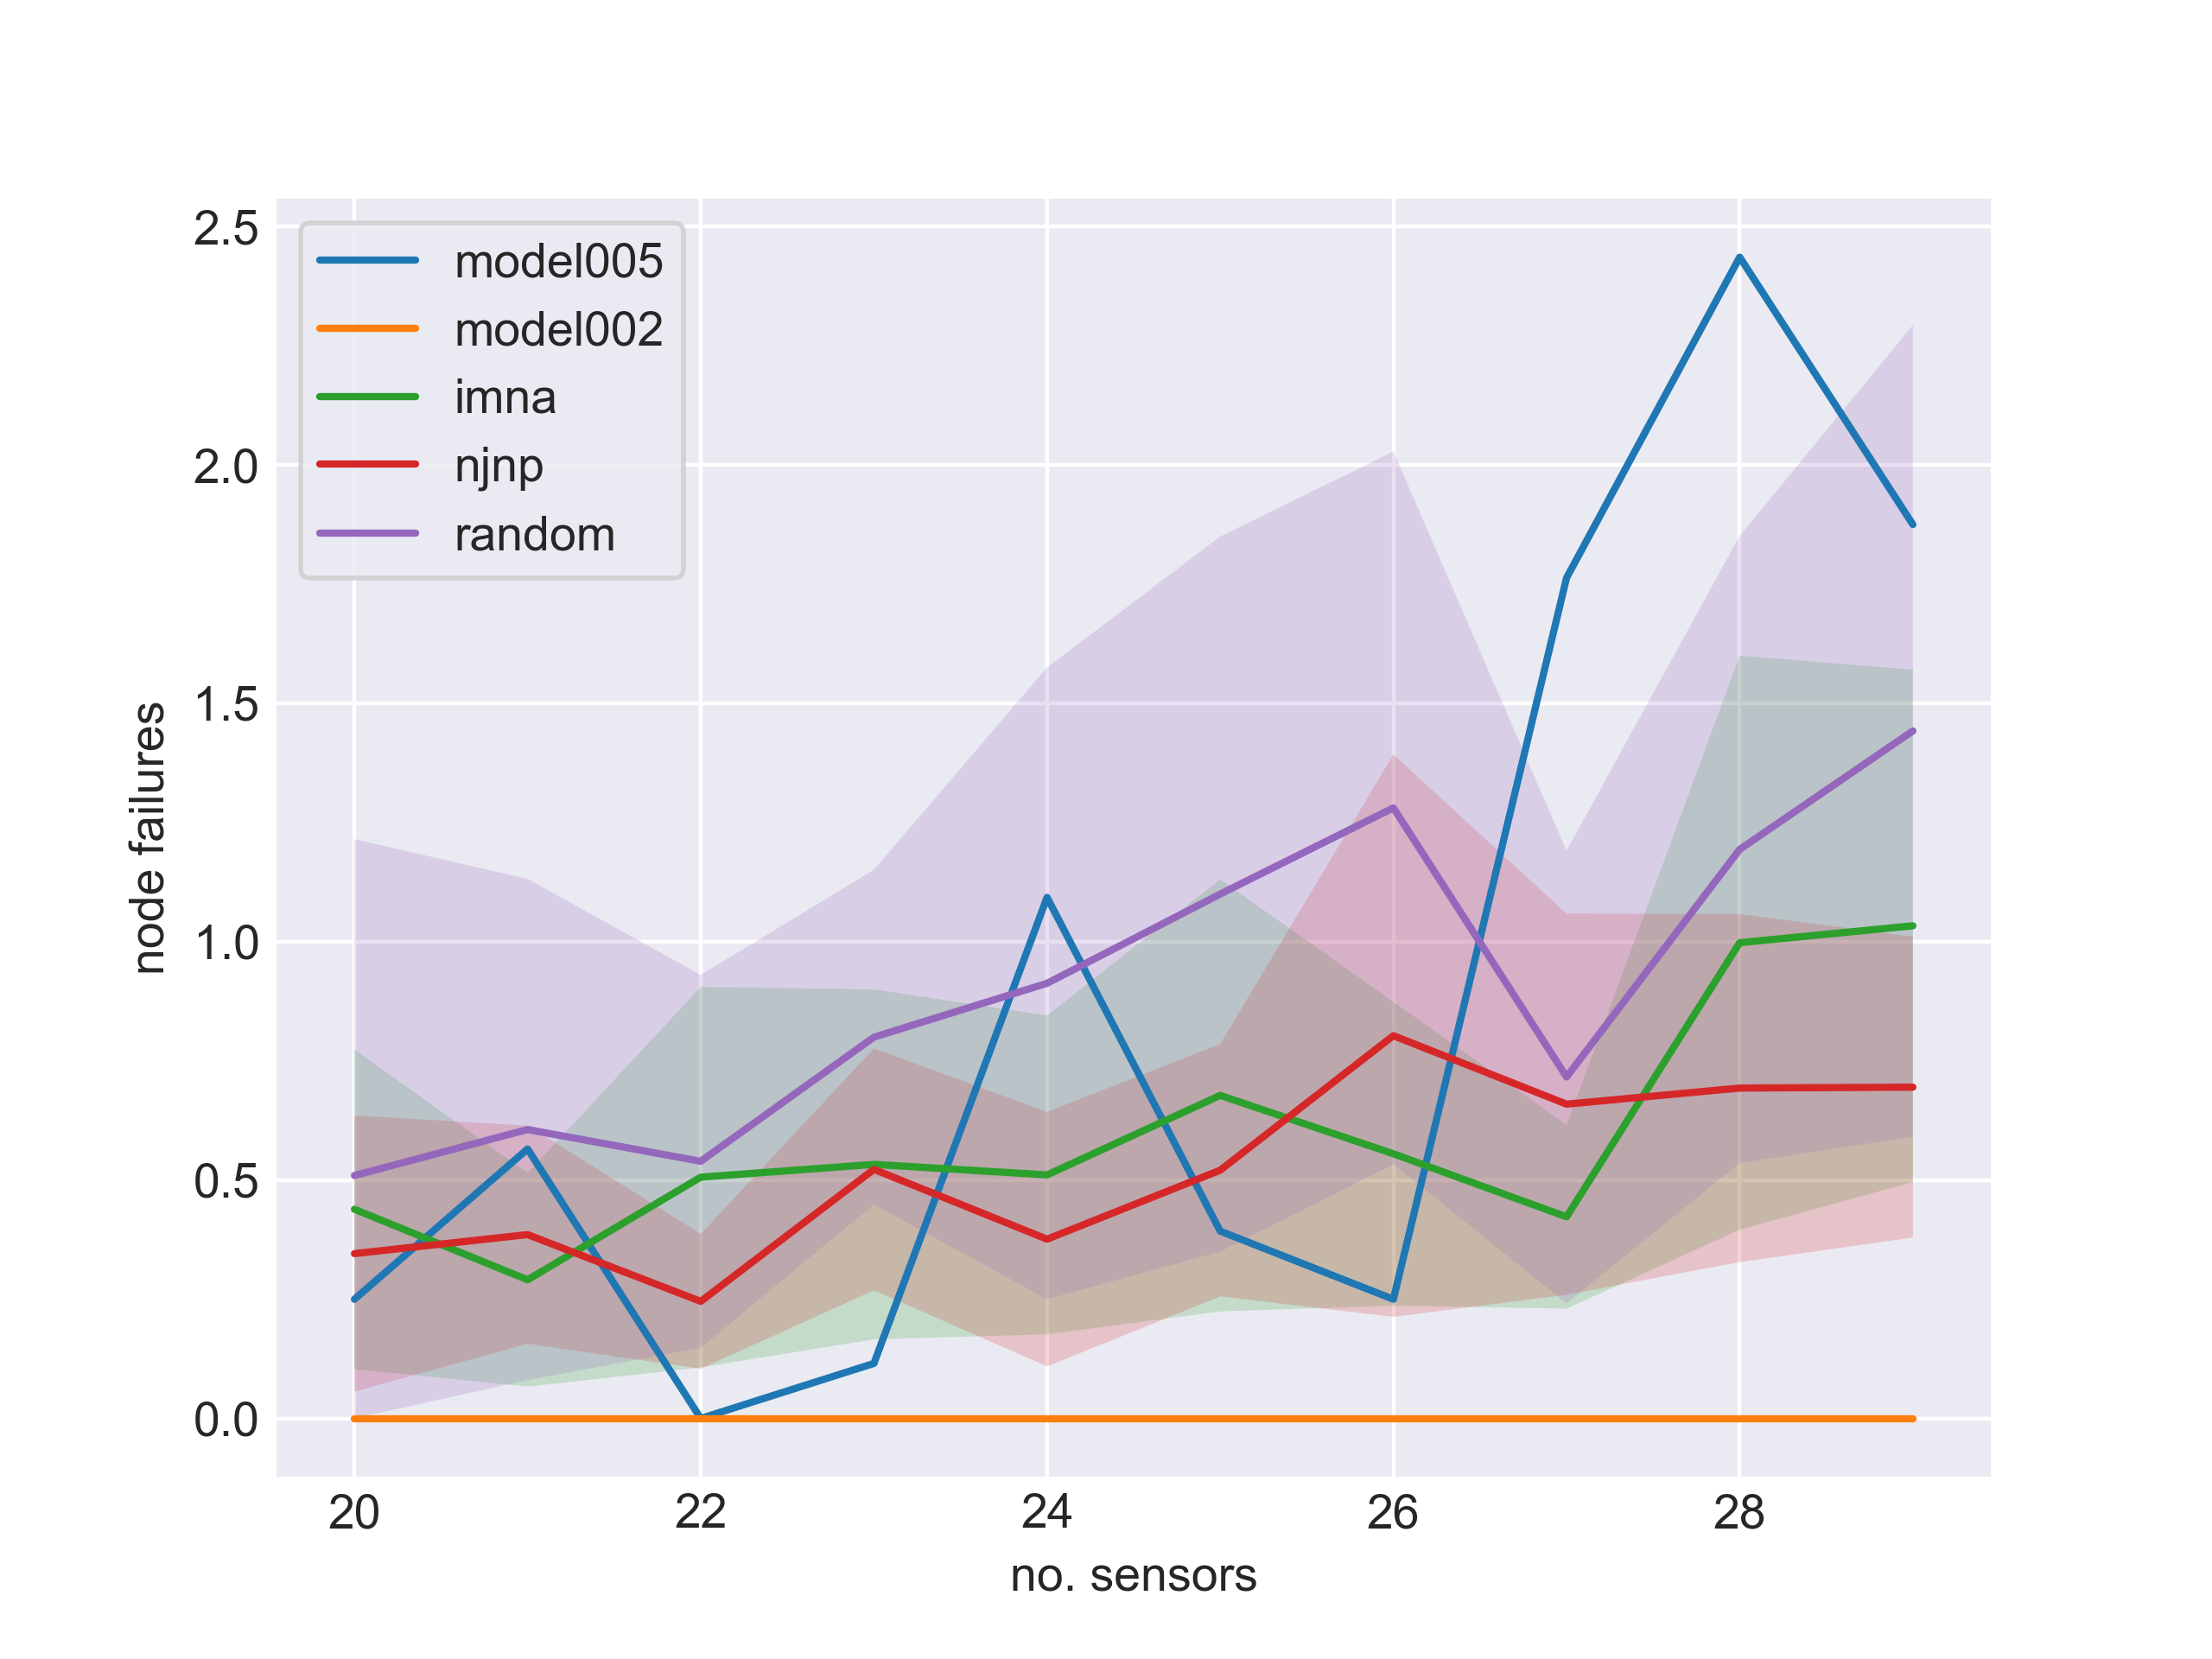 2.5
2.0
1.5
1.0
0.5
0.0
node failures
model005
model002
imna
njnp
random
20 22 24 26 28
no. sensors